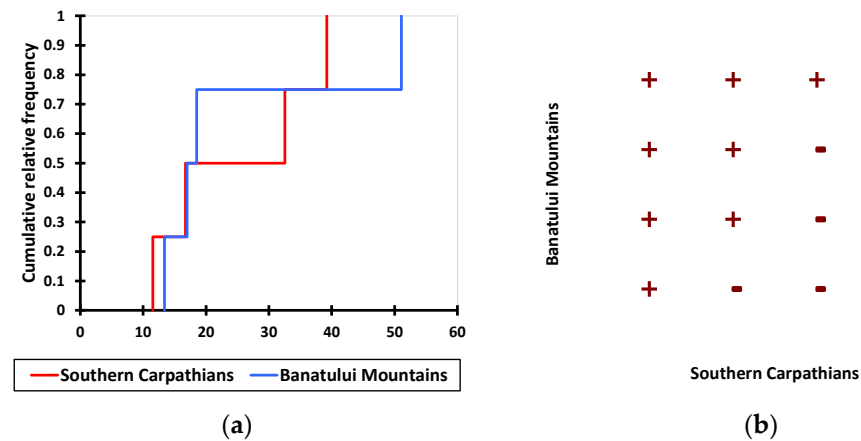 Cumulative relative frequency
1
0.9
0.8
0.7
0.6
0.5
0.4
0.3
0.2
0.1
0
0 10 20 30 40 50 60
Southern Carpathians Banatului Mountains
(a)
Banatului Mountains
+ + +
+ + -
+ + -
+ - -
Southern Carpathians
(b)